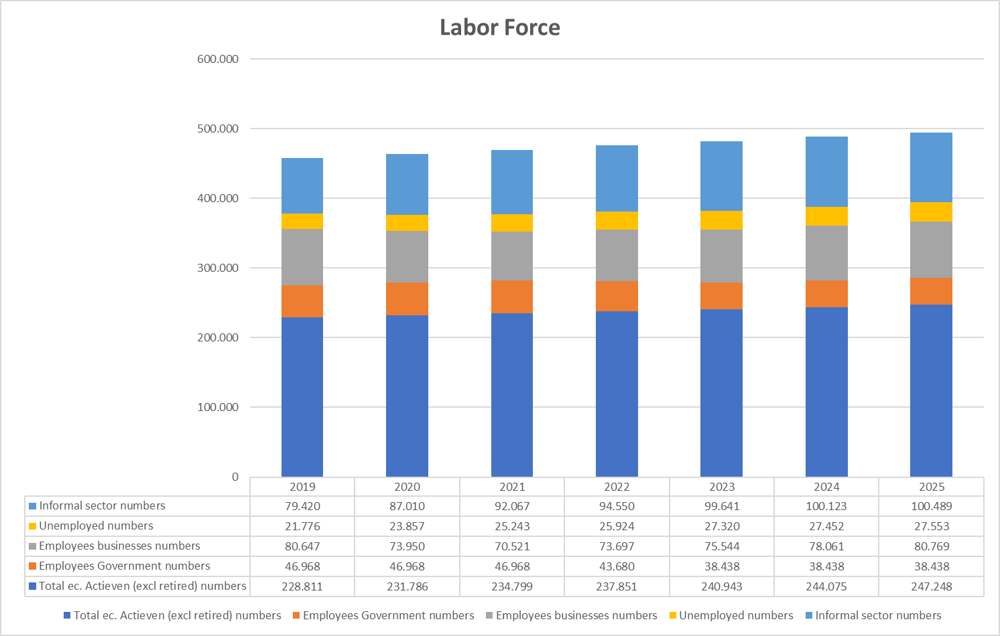 Labor Force
600.000
500.000
400.000
300.000
200.000
100.000
0
2019 2020 2021 2022 2023 2024 2025
Informal sector numbers 79.420 87.010 92.067 94.550 99.641 100.123 100.489
Unemployed numbers 21.776 23.857 25.243 25.924 27.320 27.452 27.553
Employees businesses numbers 80.647 73.950 70.521 73.697 75.544 78.061 80.769
Employees Government numbers 46.968 46.968 46.968 43.680 38.438 38.438 38.438
Total ec. Actieven (excl retired) numbers 228.811 231.786 234.799 237.851 240.943 244.075 247.248
Total ec. Actieven (excl retired) numbers Employees Government numbers Employees businesses numbers Unemployed numbers Informal sector numbers